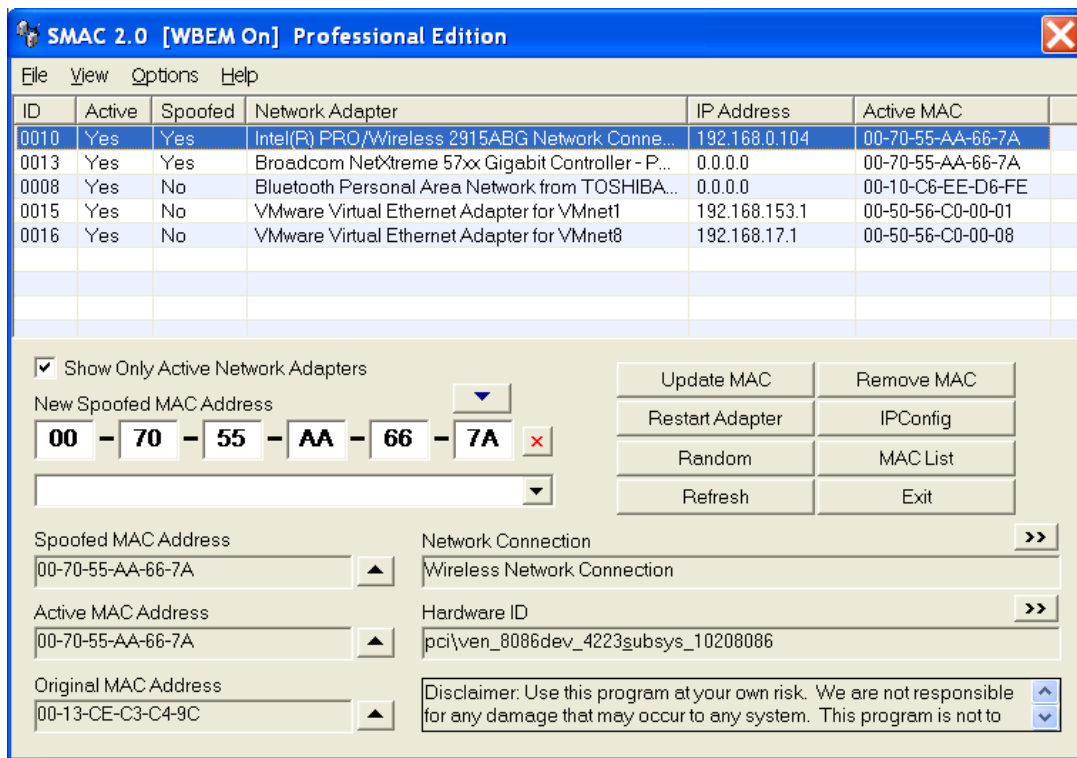 SMAC 2.0 [WBEM On] Professional Edition
File View Options Help
ID Active Spoofed Network Adapter IP Address Active MAC
0010 Yes Yes Intel(R) PRO/Wireless 2915ABG Network Conne... 192.168.0.104 00-70-55-AA-66-7A
0013 Yes Yes Broadcom NetXtreme 57xx Gigabit Controller - P... 0.0.0.0 00-70-55-AA-66-7A
0008 Yes No Bluetooth Personal Area Network from TOSHIBA... 0.0.0.0 00-10-C6-EE-D6-FE
0015 Yes No VMware Virtual Ethernet Adapter for VMnet1 192.168.153.1 00-50-56-C0-00-01
0016 Yes No VMware Virtual Ethernet Adapter for VMnet8 192.168.17.1 00-50-56-C0-00-08
Show Only Active Network Adapters
New Spoofed MAC Address
00 - 70 - 55 - AA - 66 - 7A
Update MAC Remove MAC
Restart Adapter IPConfig
Random MAC List
Refresh Exit
Spoofed MAC Address
00-70-55-AA-66-7A
Network Connection >>
Wireless Network Connection
Active MAC Address
00-70-55-AA-66-7A
Hardware ID >>
pci\ven_8086dev_4223subsys_10208086
Original MAC Address
00-13-CE-C3-C4-9C
Disclaimer: Use this program at your own risk. We are not responsible
for any damage that may occur to any system. This program is not to